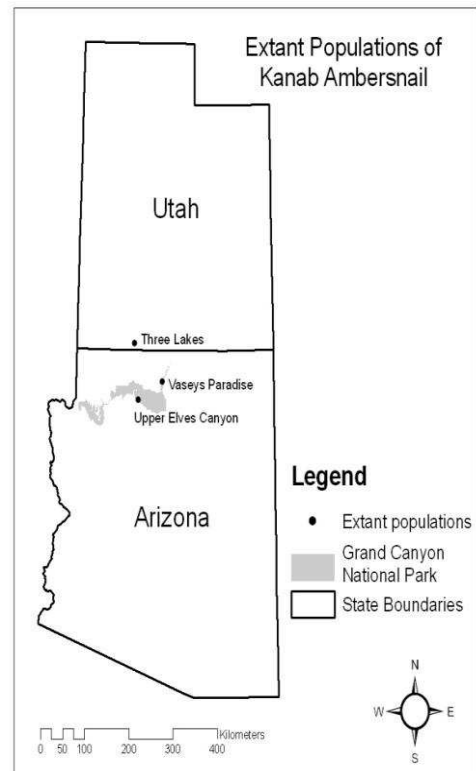 Extant Populations of
Kanab Ambersnail
Utah
Three Lakes
Vaseys Paradise
Upper Elves Canyon
Arizona
Legend
Extant populations
Grand Canyon
National Park
State Boundaries
N
W E
S
Kilometers
0 50 100 200 300 400